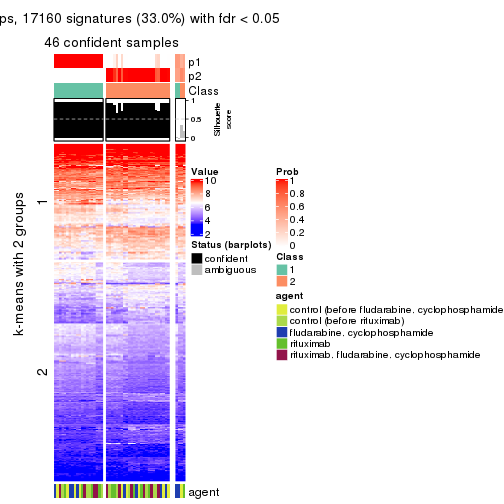 ps, 17160 signatures (33.0%) with fdr < 0.05
46 confident samples
p1
p2
Class
1
0.5
0
Silhouette
score
k-means with 2 groups
1
2
Value
10
8
6
4
2
Status (barplots)
confident
ambiguous
Prob
1
0.8
0.6
0.4
0.2
0
Class
1
2
agent
control (before fludarabine. cyclophosphamide
control (before rituximab)
fludarabine. cyclophosphamide
rituximab
rituximab. fludarabine. cyclophosphamide
agent